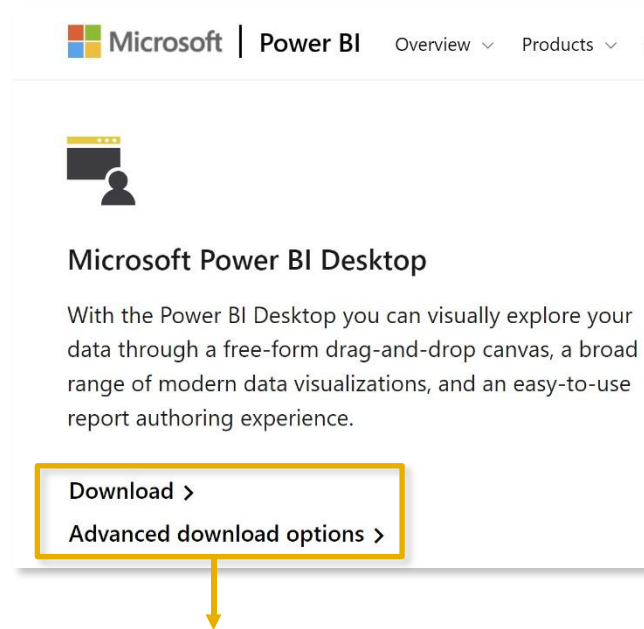 Microsoft | Power BI Overview Products
Microsoft Power BI Desktop
With the Power BI Desktop you can visually explore your
data through a free-form drag-and-drop canvas, a broad
range of modern data visualizations, and an easy-to-use
report authoring experience.
Download >
Advanced download options >